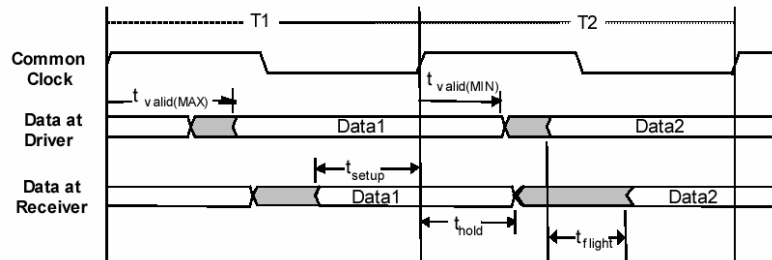 T1
T2
Common
Clock
t valid(MAX)
t valid(MIN)
Data at
Driver
Data1
Data2
t setup
Data at
Receiver
Data1
Data2
t hold
t flight